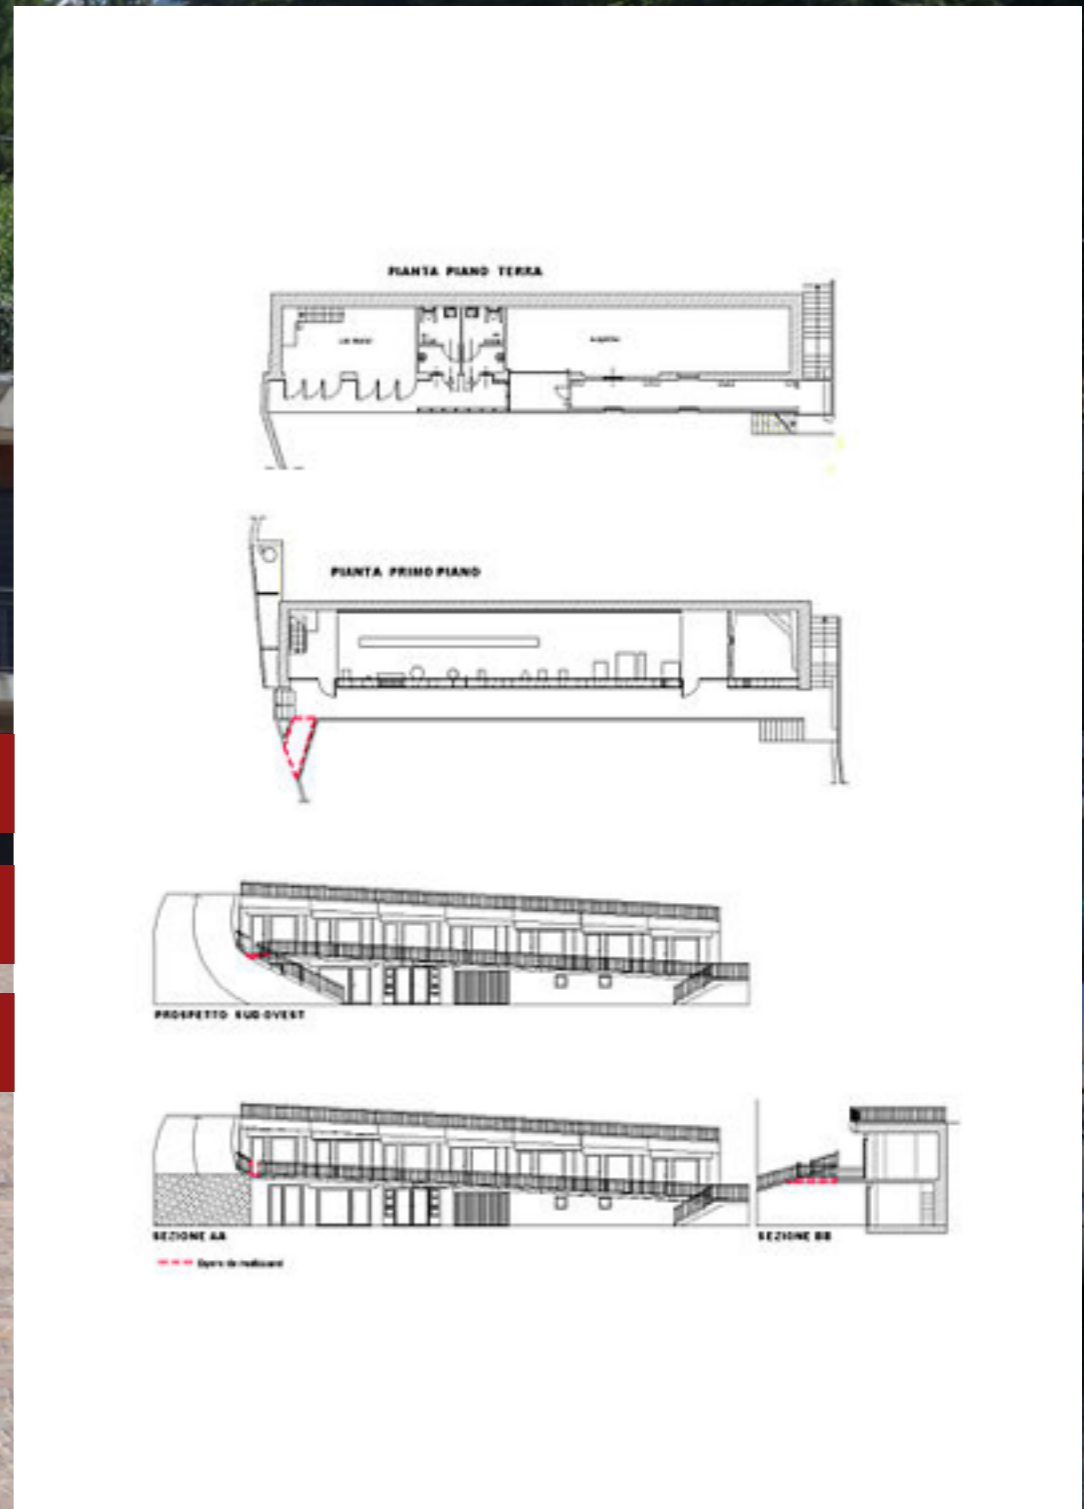 PIANTA PIANO TERRA
PIANTA PRIMO PIANO
PROSPETTO SUD OVEST
SEZIONE AA
SEZIONE BB